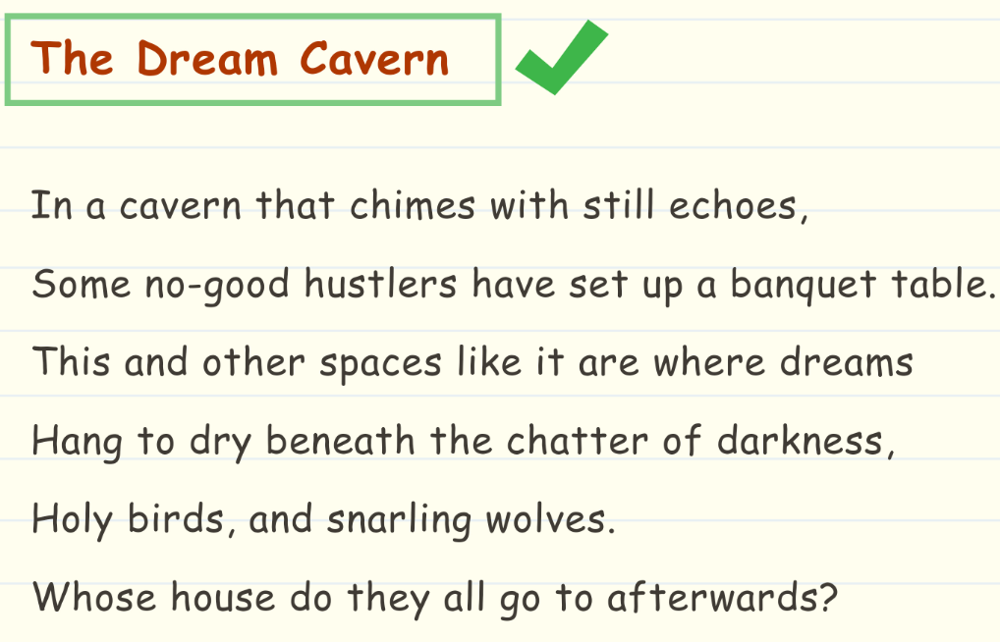 The Dream Cavern
In a cavern that chimes with still echoes,
Some no-good hustlers have set up a banquet table.
This and other spaces like it are where dreams
Hang to dry beneath the chatter of darkness,
Holy birds, and snarling wolves.
Whose house do they all go to afterwards?